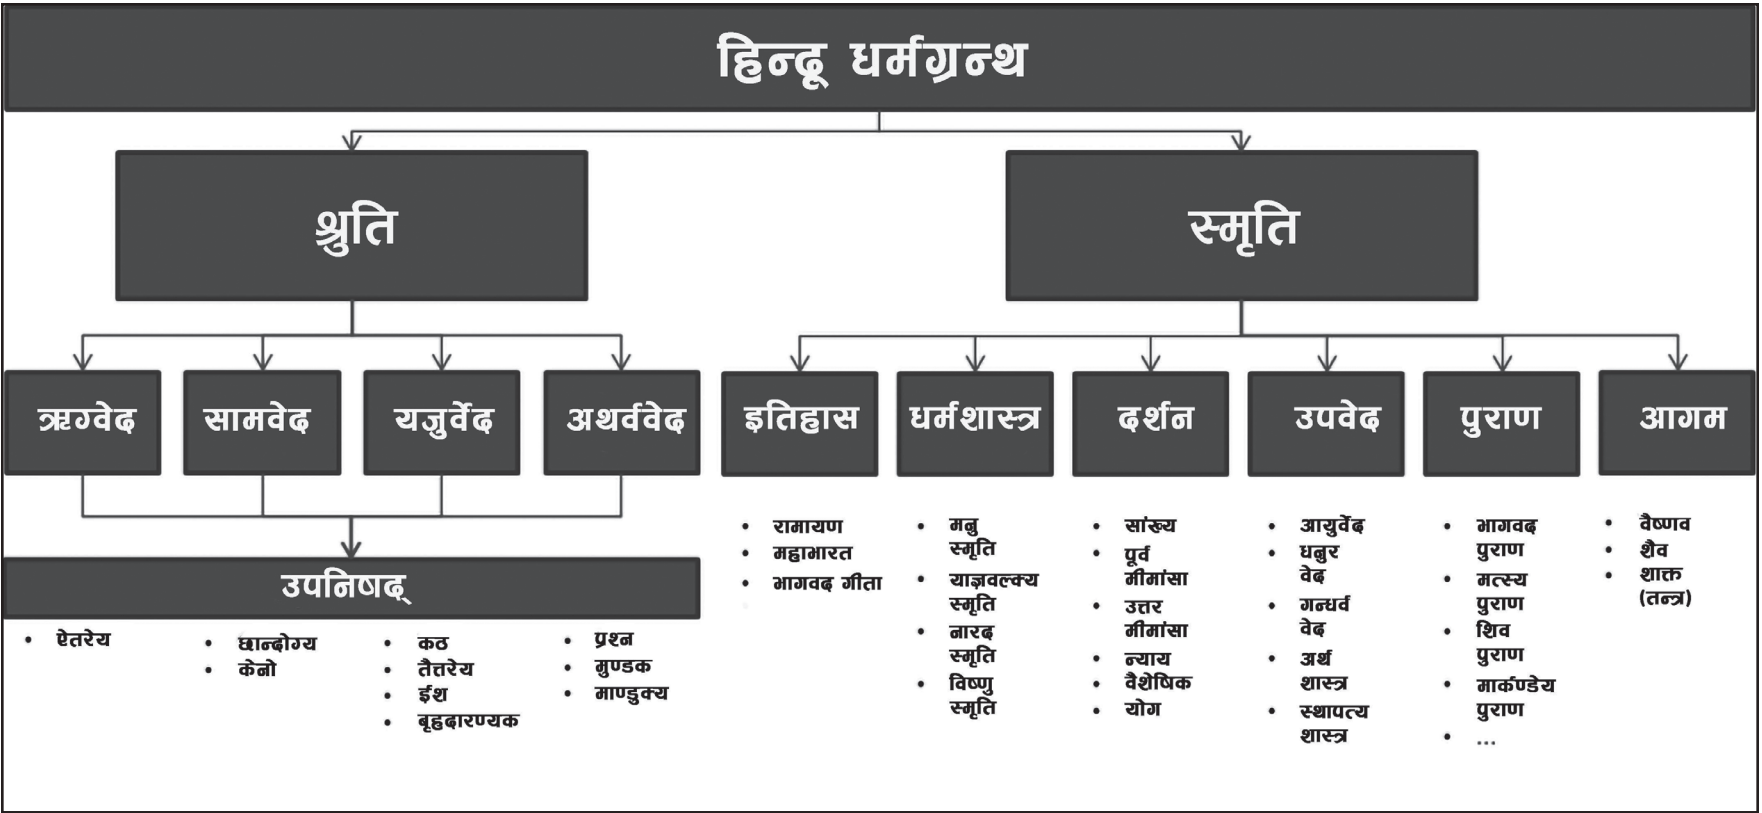 हिन्दू धर्मग्रन्थ
श्रुति
स्मृति
ऋग्वेद
सामवेद
यजुर्वेद
अथर्ववेद
इतिहास
धर्मशास्त्र
दर्शन
उपवेद
पुराण
आगम
उपनिषद्
• ऐतरेय
• छान्दोग्य
• केनो
• कठ
• तैत्तरेय
• ईश
• बृहदारण्यक
• प्रश्न
• मुण्डक
• माण्डुक्य
• रामायण
• महाभारत
• भागवद गीता
• मनु
स्मृति
• याज्ञवल्क्य
स्मृति
• नारद
स्मृति
• विष्णु
स्मृति
• सांख्य
• पूर्व
मीमांसा
• उत्तर
मीमांसा
• न्याय
• वैशेषिक
• योग
• आयुर्वेद
• धनुर
वेद
• गन्धर्व
वेद
• अर्थ
शास्त्र
• स्थापत्य
शास्त्र
• भागवद
पुराण
• मत्स्य
पुराण
• शिव
पुराण
• मार्कण्डेय
पुराण
• ...
• वैष्णव
• शैव
• शाक्त
(तन्त्र)